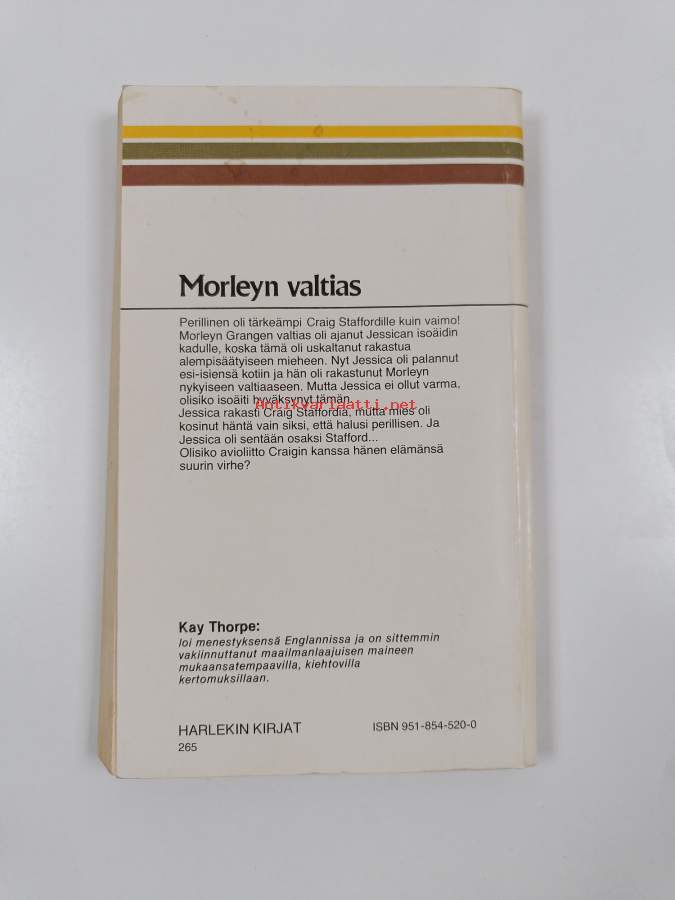 Morleyn valtias
Perillinen oli tärkeämpi Craig Staffordille kuin vaimo!
Morleyn Grangen valtias oli ajanut Jessican isoäidin
kadulle, koska tämä oli uskaltanut rakastua
alempisäätyiseen mieheen. Nyt Jessica oli palannut
esi-isiensä kotiin ja hän oli rakastunut Morleyn
nykyiseen valtiaaseen. Mutta Jessica ei ollut varma,
olisiko isoäiti hyväksynyt tämän.
Antikvariaatti.net
Jessica rakasti Craig Staffordia, mutta mies oli
kosinut häntä vain siksi, että halusi perillisen. Ja
Jessica oli sentään osaksi Stafford...
Olisiko avioliitto Craigin kanssa hänen elämänsä
suurin virhe?
Kay Thorpe:
loi menestyksensä Englannissa ja on sittemmin
vakiinnuttanut maailmanlaajuisen maineen
mukaansatempaavilla, kiehtovilla
kertomuksillaan.
HARLEKIN KIRJAT ISBN 951-854-520-0
265